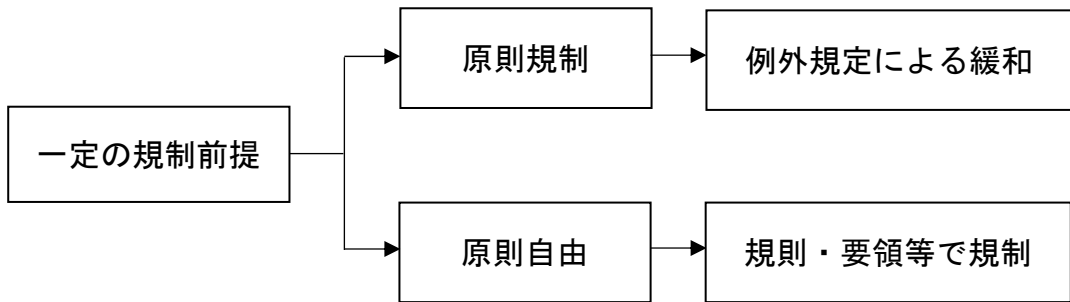 一定の規制前提
原則規制
例外規定による緩和
原則自由
規則・要領等で規制